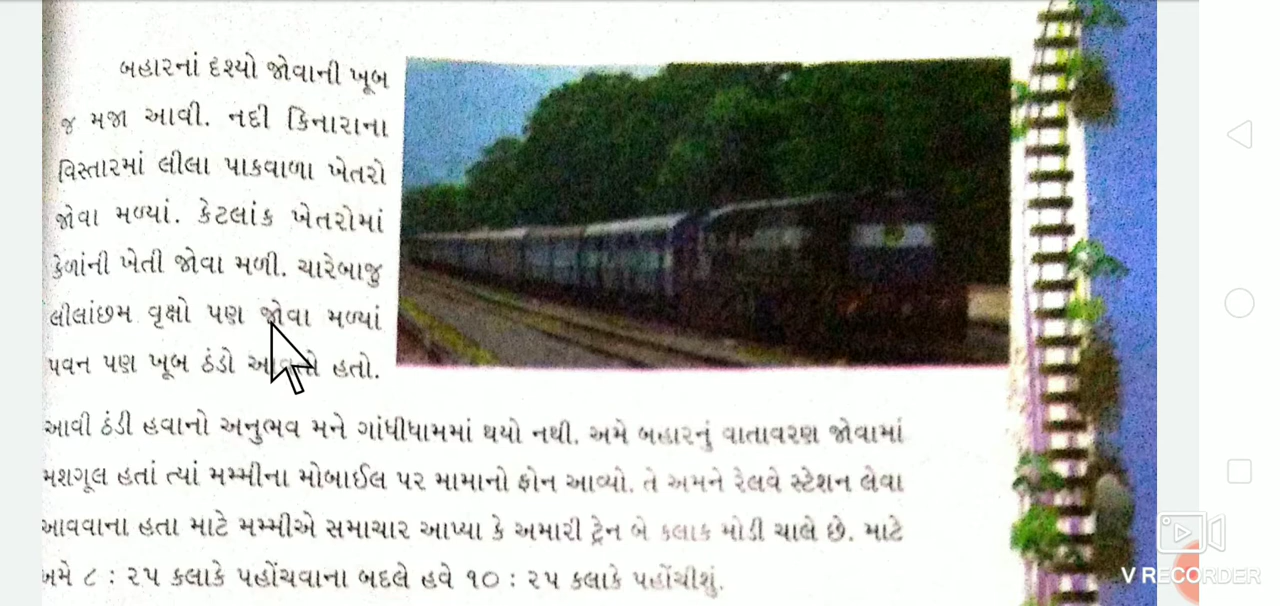 બહારનાં દૃશ્યો જોવાની ખૂબ
જ મજા આવી. નદી કિનારાના
વિસ્તારમાં લીલા પાકવાળા ખેતરો
જોવા મળ્યાં. કેટલાંક ખેતરોમાં
કેળાંની ખેતી જોવા મળી. ચારેબાજુ
લીલાંછમ વૃક્ષો પણ જોવા મળ્યાં
પવન પણ ખૂબ ઠંડો આવતો હતો.
આવી ઠંડી હવાનો અનુભવ મને ગાંધીધામમાં થયો નથી. અમે બહારનું વાતાવરણ જોવામાં
મશગૂલ હતાં ત્યાં મમ્મીના મોબાઈલ પર મામાનો ફોન આવ્યો. તે અમને રેલવે સ્ટેશન લેવા
આવવાના હતા માટે મમ્મીએ સમાચાર આપ્યા કે અમારી ટ્રેન બે કલાક મોડી ચાલે છે. માટે
અમે ૮ : ૨૫ કલાકે પહોંચવાના બદલે હવે ૧૦ : ૨૫ કલાકે પહોંચીશું.
V RECORDER